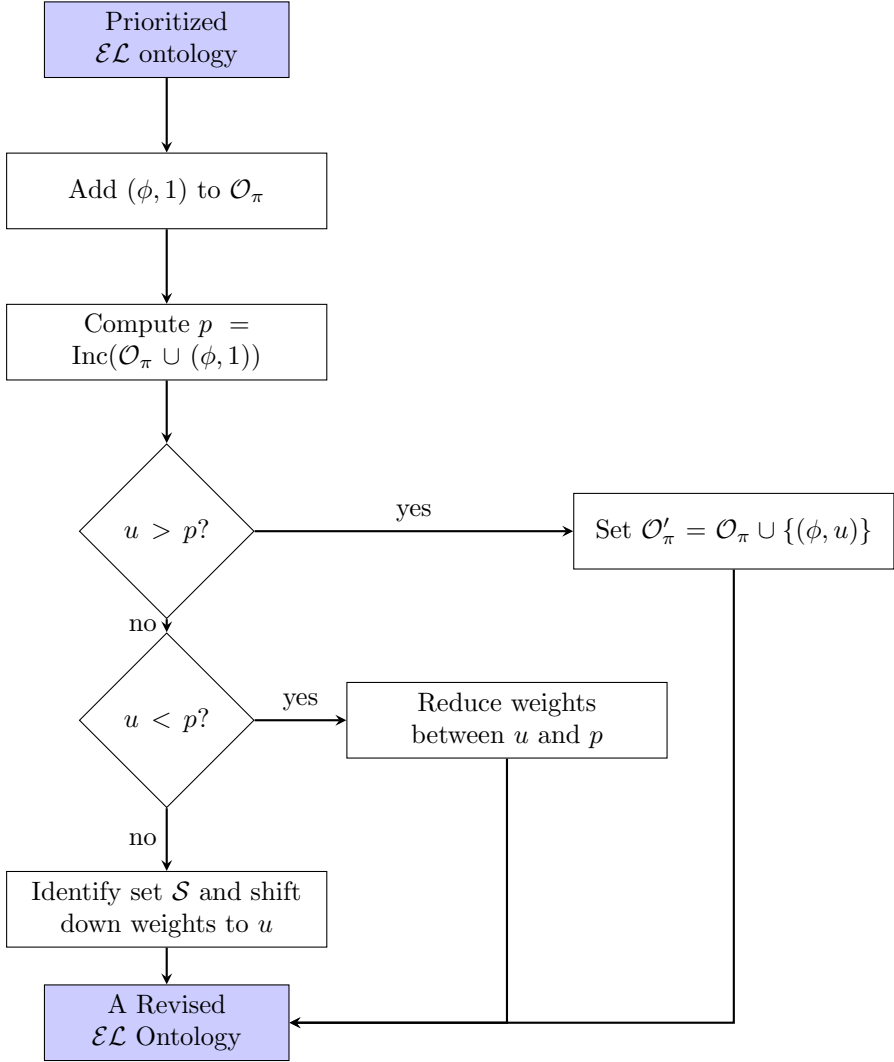 Prioritized
ℰℒ ontology
Add (ϕ, 1) to 𝒪π
Compute p =
Inc(𝒪π ∪ (ϕ, 1))
u > p?
yes
Set 𝒪′π = 𝒪π ∪ {(ϕ, u)}
no
u < p?
yes
Reduce weights
between u and p
no
Identify set 𝒮 and shift
down weights to u
A Revised
ℰℒ Ontology